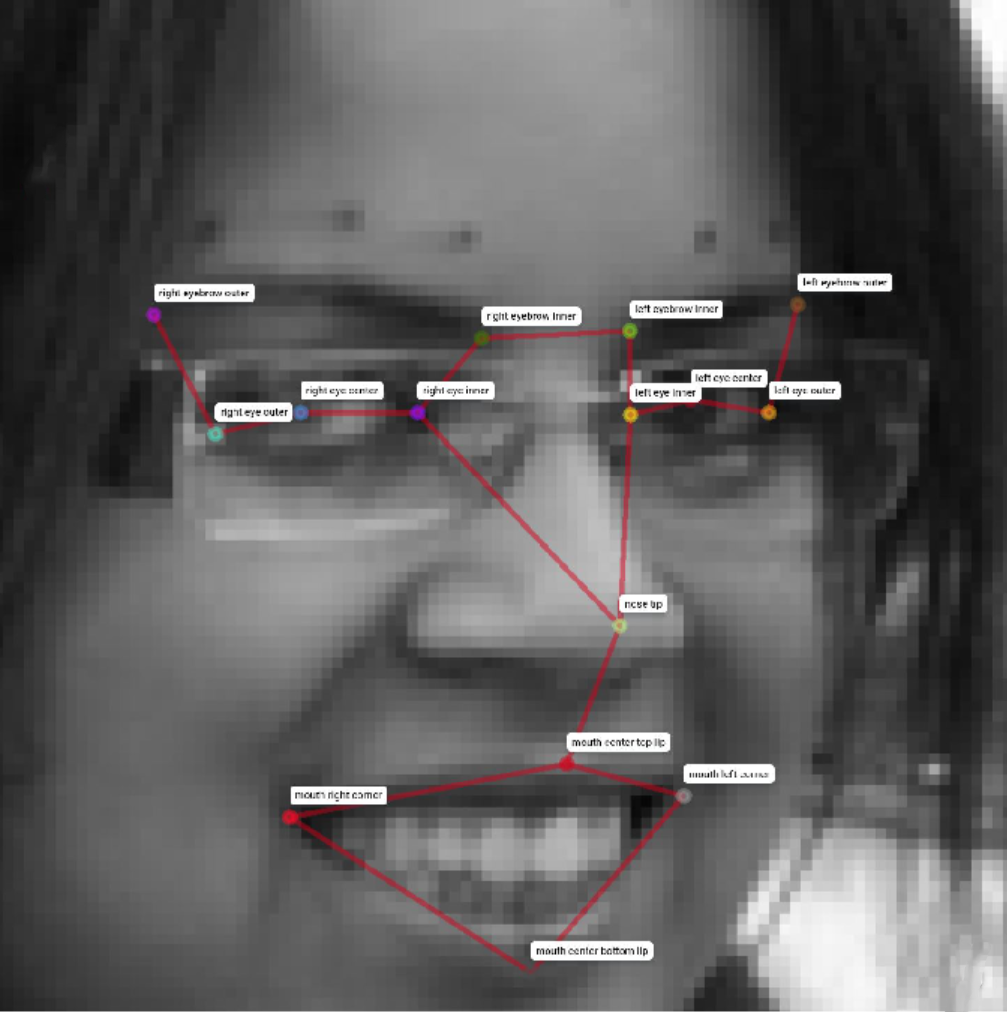 left eyebrow outer
right eyebrow outer
left eyebrow inner
right eyebrow inner
left eye center
right eye center
right eye inner
left eye inner
left eye outer
right eye outer
nose tip
mouth center top lip
mouth left corner
mouth right corner
mouth center bottom lip